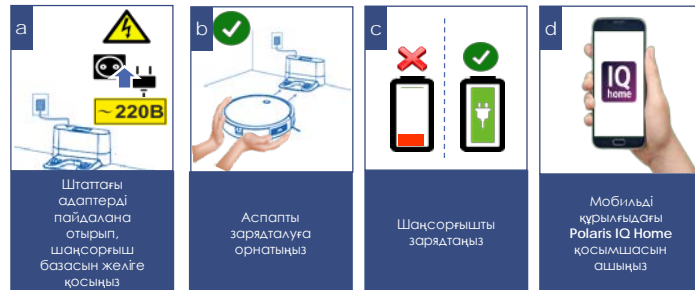 a
~220В
Штаттағы
адаптерді
пайдалана
отырып,
шаңсорғыш
базасын желіге
қосыңыз
b
Аспапты
зарядталуға
орнатыңыз
c
Шаңсорғышты
зарядтаңыз
d
IQ
home
Мобильді
құрылғыдағы
Polaris IQ Home
қосымшасын
ашыңыз